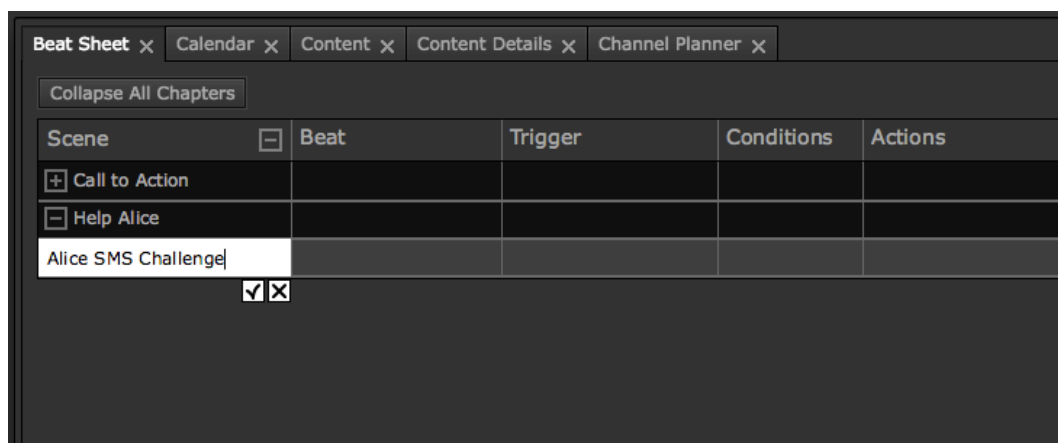 Beat Sheet Calendar Content Content Details Channel Planner
Collapse All Chapters
Scene Beat Trigger Conditions Actions
Call to Action
Help Alice
Alice SMS Challenge